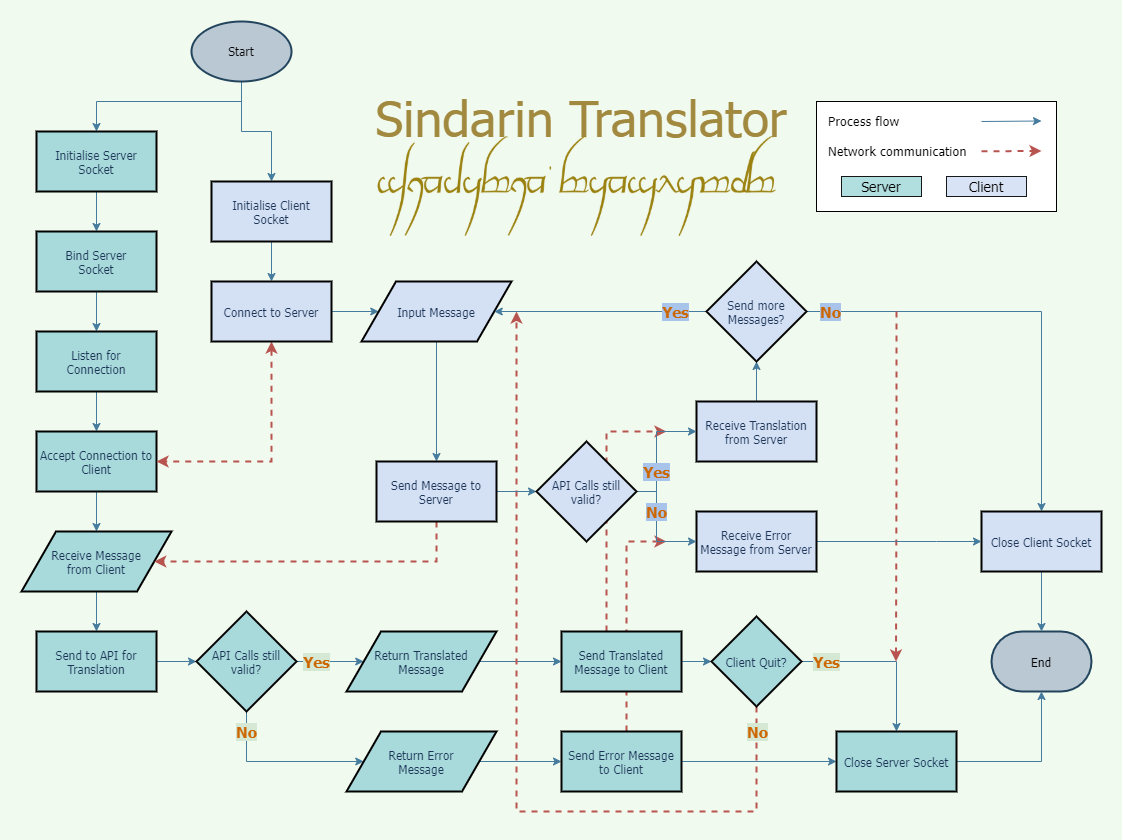 Start
Sindarin Translator
Process flow
Network communication
Server
Client
Initialise Server
Socket
Initialise Client
Socket
Bind Server
Socket
Connect to Server
Input Message
Yes
Send more
Messages?
No
Listen for
Connection
Accept Connection to
Client
Send Message to
Server
API Calls still
valid?
Yes
No
Receive Translation
from Server
Receive Error
Message from Server
Close Client Socket
Receive Message
from Client
Send to API for
Translation
API Calls still
valid?
Yes
No
Return Translated
Message
Send Translated
Message to Client
Client Quit?
Yes
No
End
Return Error
Message
Send Error Message
to Client
Close Server Socket